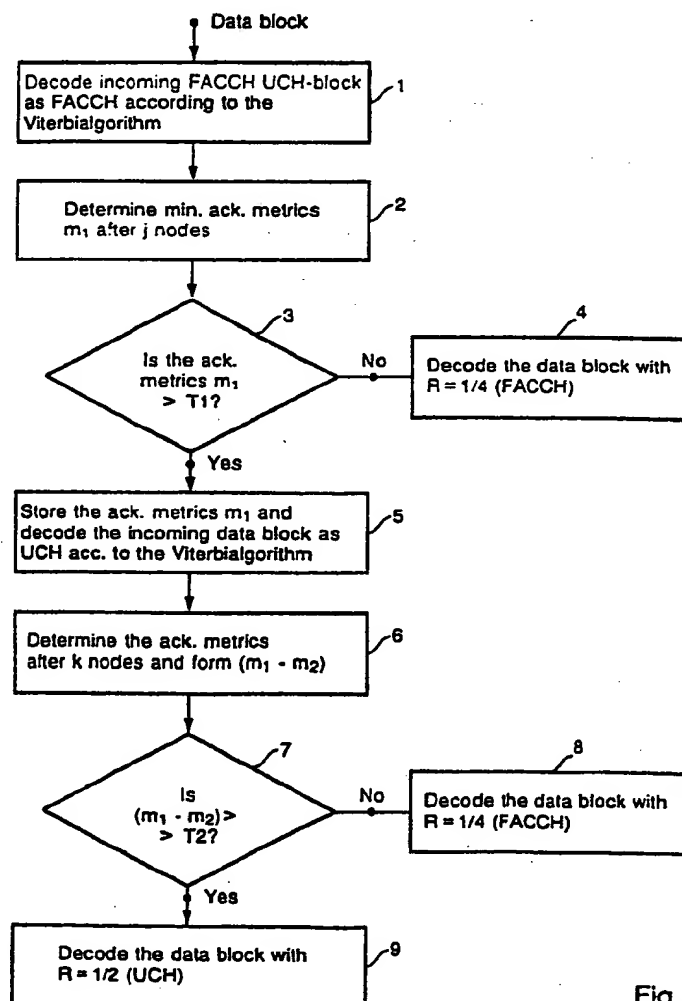 Data block
Decode incoming FACCH UCH-block
as FACCH according to the
Viterbialgorithm
1
Determine min. ack. metrics
m₁ after j nodes
2
3
Is the ack.
metrics m₁
> T1?
No
4
Decode the data block with
R = 1/4 (FACCH)
Yes
Store the ack. metrics m₁ and
decode the incoming data block as
UCH acc. to the Viterbialgorithm
5
Determine the ack. metrics
after k nodes and form (m₁ - m₂)
6
7
Is
(m₁ - m₂) >
> T2?
No
8
Decode the data block with
R = 1/4 (FACCH)
Yes
Decode the data block with
R = 1/2 (UCH)
9
Fig